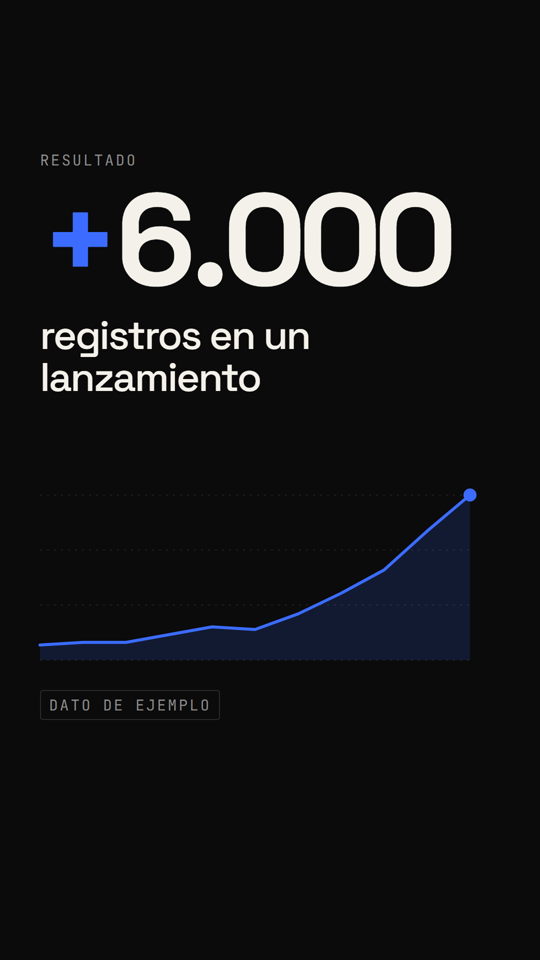 RESULTADO
+6.000
registros en un
lanzamiento
DATO DE EJEMPLO